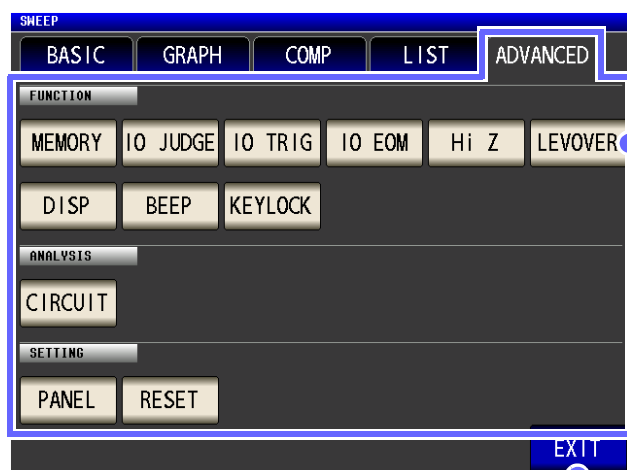 SWEEP
BASIC GRAPH COMP LIST ADVANCED
FUNCTION
MEMORY IO JUDGE IO TRIG IO EOM Hi Z LEVOVER
DISP BEEP KEYLOCK
ANALYSIS
CIRCUIT
SETTING
PANEL RESET
EXIT